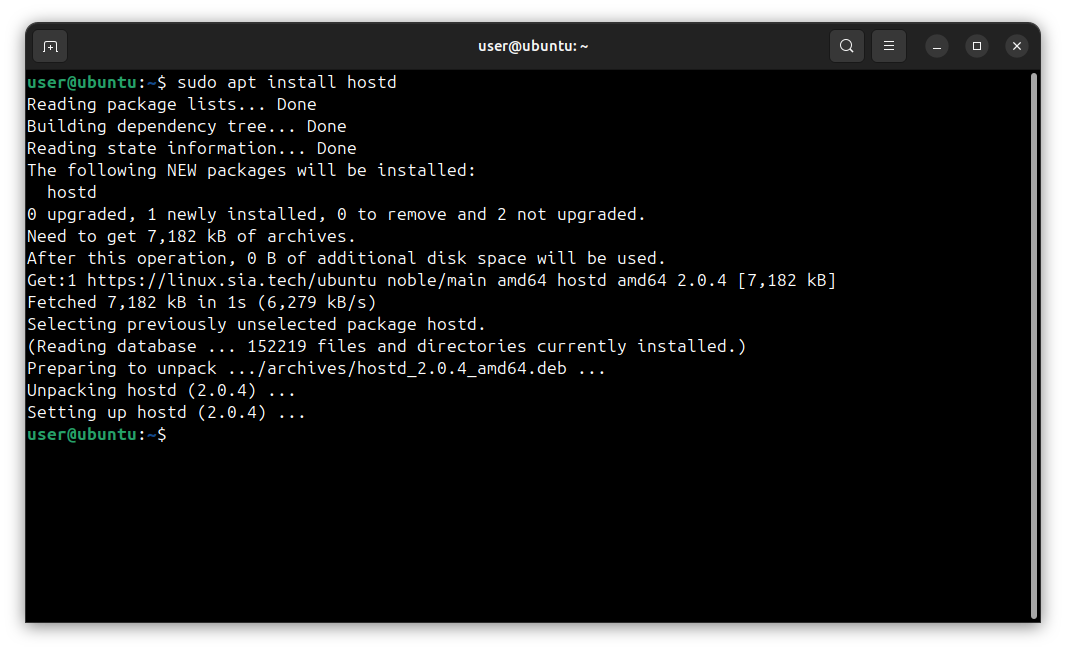 user@ubuntu: ~
user@ubuntu:~$ sudo apt install hostd
Reading package lists... Done
Building dependency tree... Done
Reading state information... Done
The following NEW packages will be installed:
  hostd
0 upgraded, 1 newly installed, 0 to remove and 2 not upgraded.
Need to get 7,182 kB of archives.
After this operation, 0 B of additional disk space will be used.
Get:1 https://linux.sia.tech/ubuntu noble/main amd64 hostd amd64 2.0.4 [7,182 kB]
Fetched 7,182 kB in 1s (6,279 kB/s)
Selecting previously unselected package hostd.
(Reading database ... 152219 files and directories currently installed.)
Preparing to unpack .../archives/hostd_2.0.4_amd64.deb ...
Unpacking hostd (2.0.4) ...
Setting up hostd (2.0.4) ...
user@ubuntu:~$